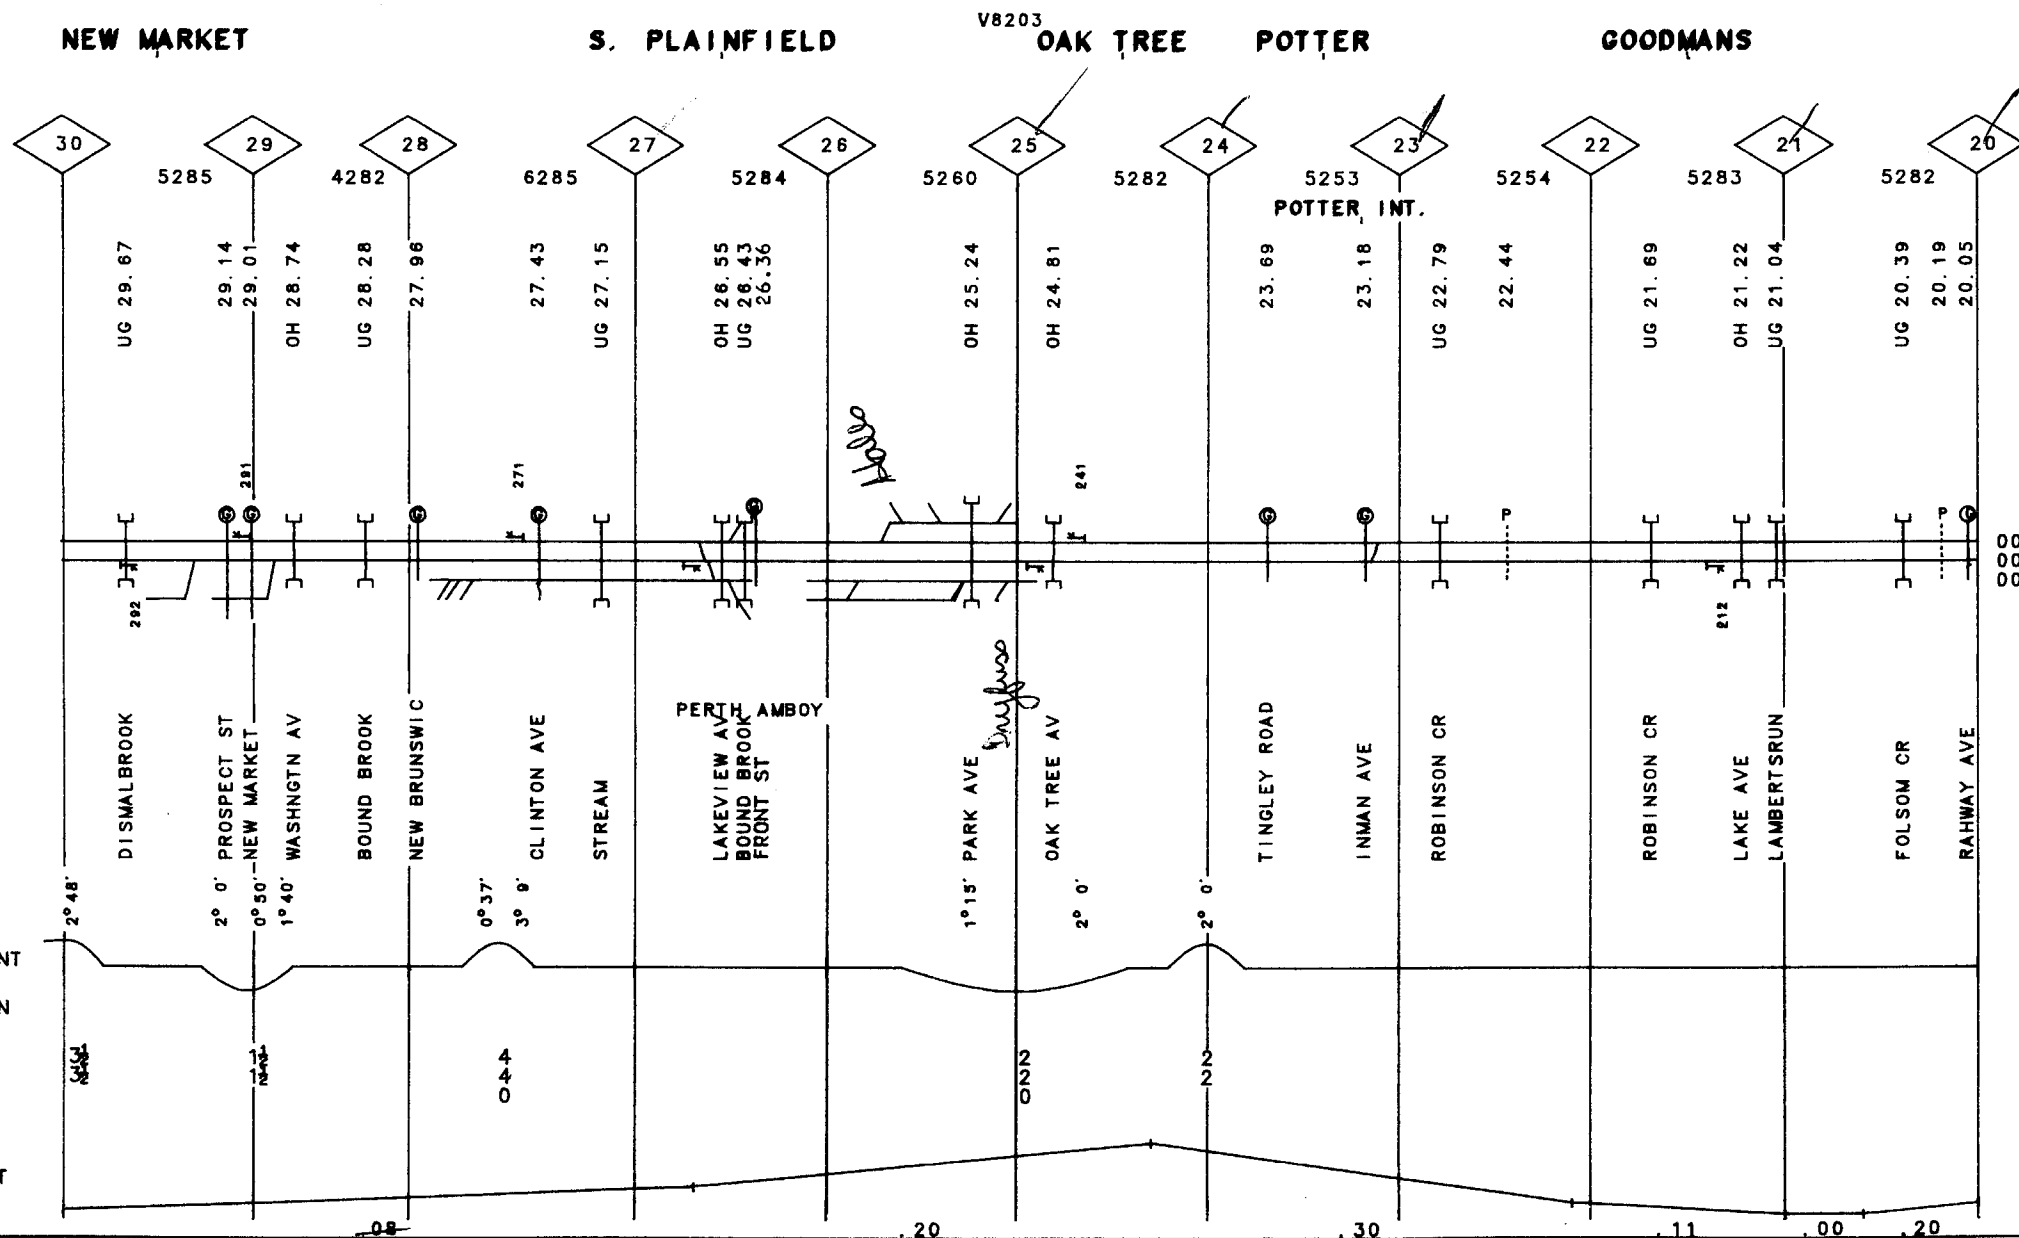 V8203
NEW MARKET S. PLAINFIELD OAK TREE POTTER GOODMANS
30 29 28 27 26 25 24 23 22 21 20
5285 4282 6285 5284 5260 5282 5253 5254 5283 5282
POTTER INT.
UG 29.67
29.14
29.01
OH 28.74
UG 28.28
27.96
27.43
UG 27.15
OH 26.55
UG 26.43
26.36
OH 25.24
OH 24.81
23.69
23.18
UG 22.79
22.44
UG 21.69
OH 21.22
UG 21.04
UG 20.39
20.19
20.05
291
271
241
G G G G G G G G
P P
292
212
00
00
00
PERTH AMBOY
DISMALBROOK
PROSPECT ST
NEW MARKET
WASHNGTN AV
BOUND BROOK
NEW BRUNSWIC
CLINTON AVE
STREAM
LAKEVIEW AV
BOUND BROOK
FRONT ST
PARK AVE
OAK TREE AV
TINGLEY ROAD
INMAN AVE
ROBINSON CR
ROBINSON CR
LAKE AVE
LAMBERTSRUN
FOLSOM CR
RAHWAY AVE
2° 48'
2° 0'
0° 50'
1° 40'
0° 37'
3° 9'
1° 15'
2° 0'
2° 0'
NT
N
4 2 2
4 2 2
0 0
T
.08 .20 .30 .11 .00 .20